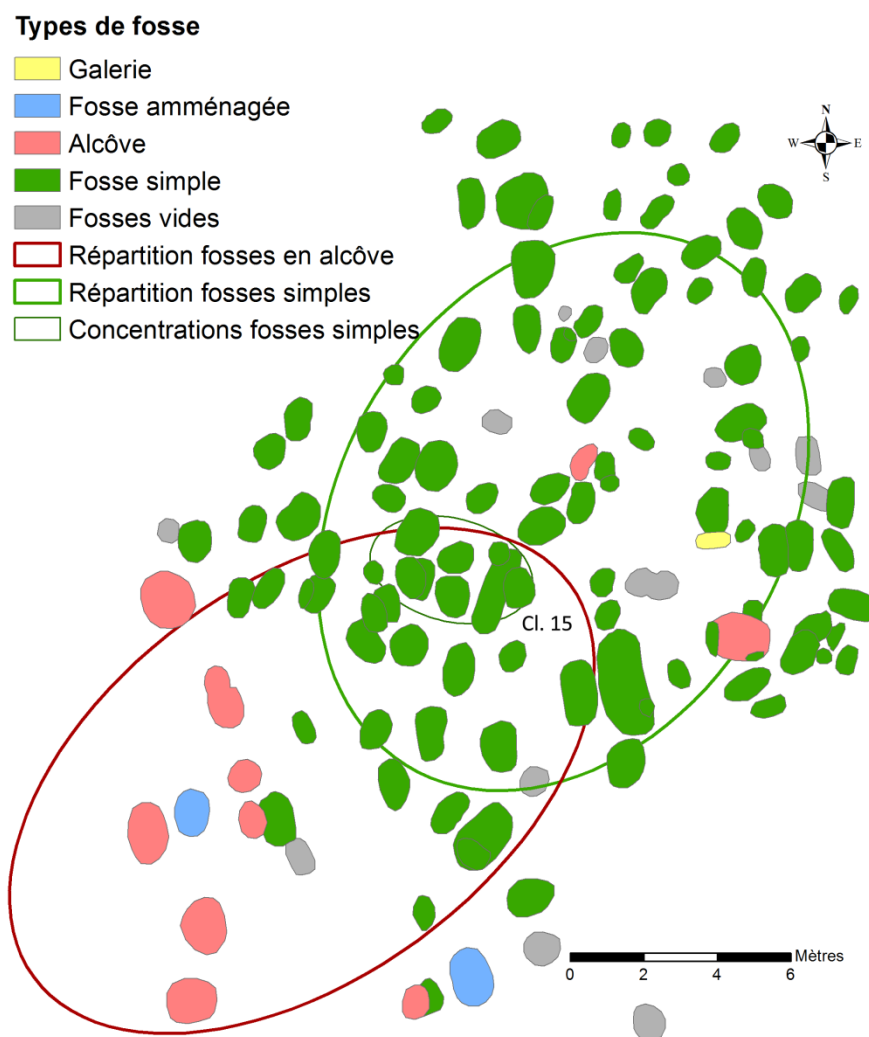 Types de fosse
Galerie
Fosse amménagée
Alcôve
Fosse simple
Fosses vides
Répartition fosses en alcôve
Répartition fosses simples
Concentrations fosses simples
N
W E
S
Cl. 15
Mètres
0 2 4 6